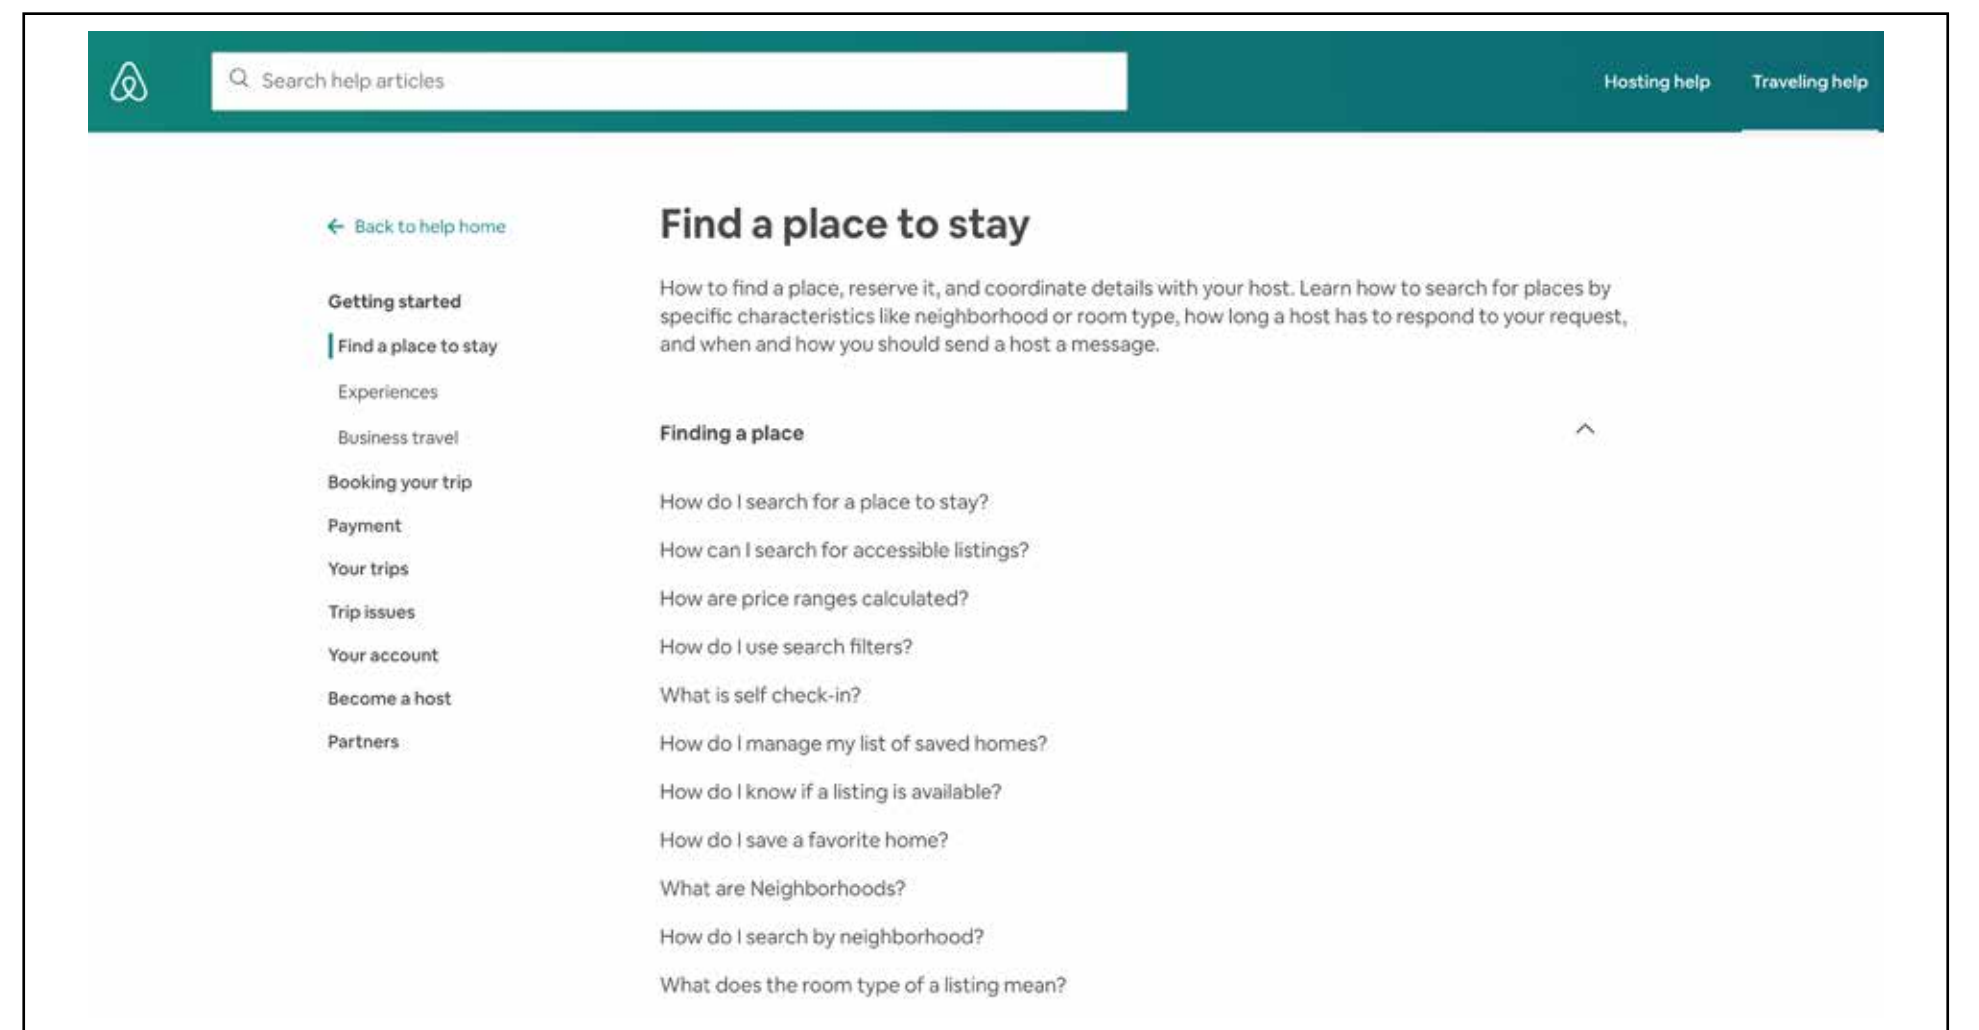 Search help articles
Hosting help
Traveling help
Back to help home
Getting started
Find a place to stay
Experiences
Business travel
Booking your trip
Payment
Your trips
Trip issues
Your account
Become a host
Partners
Find a place to stay
How to find a place, reserve it, and coordinate details with your host. Learn how to search for places by
specific characteristics like neighborhood or room type, how long a host has to respond to your request,
and when and how you should send a host a message.
Finding a place
How do I search for a place to stay?
How can I search for accessible listings?
How are price ranges calculated?
How do I use search filters?
What is self check-in?
How do I manage my list of saved homes?
How do I know if a listing is available?
How do I save a favorite home?
What are Neighborhoods?
How do I search by neighborhood?
What does the room type of a listing mean?